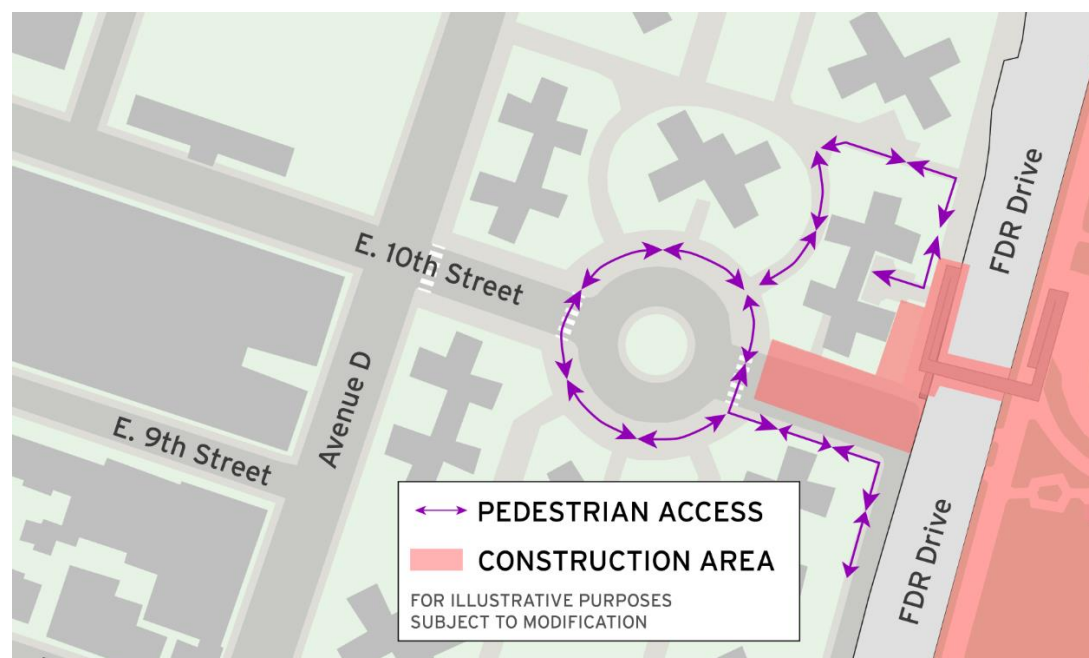 FDR Drive
E. 10th Street
Avenue D
E. 9th Street
FDR Drive
PEDESTRIAN ACCESS
CONSTRUCTION AREA
FOR ILLUSTRATIVE PURPOSES
SUBJECT TO MODIFICATION